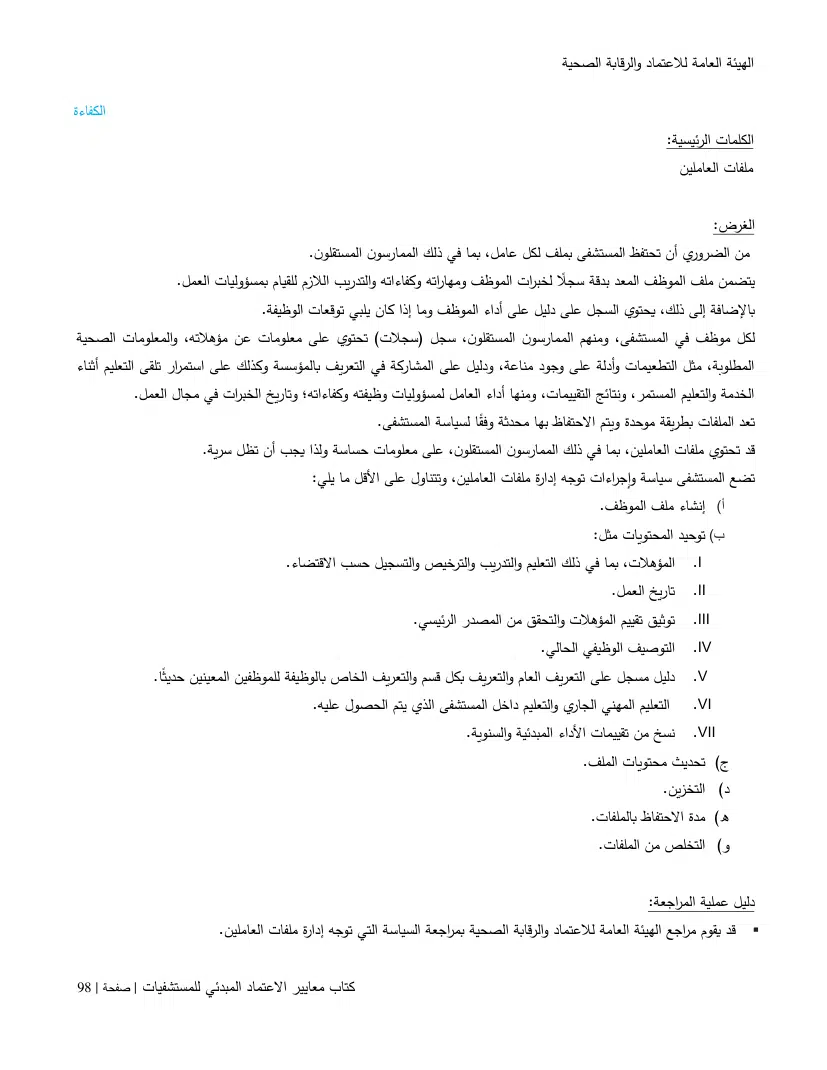 الهيئة العامة للاعتماد والرقابة الصحية
الكفاءة
الكلمات الرئيسية:
ملفات العاملين
الغرض:
من الضروري أن تحتفظ المستشفى بملف لكل عامل، بما في ذلك الممارسون المستقلون.
يتضمن ملف الموظف المعد بدقة سجلًا لخبرات الموظف ومهاراته وكفاءاته والتدريب اللازم للقيام بمسؤوليات العمل.
بالإضافة إلى ذلك، يحتوي السجل على دليل على أداء الموظف وما إذا كان يلبي توقعات الوظيفة.
لكل موظف في المستشفى، ومنهم الممارسون المستقلون، سجل (سجلات) تحتوي على معلومات عن مؤهلاته، والمعلومات الصحية
المطلوبة، مثل التطعيمات وأدلة على وجود مناعة، ودليل على المشاركة في التعريف بالمؤسسة وكذلك على استمرار تلقى التعليم أثناء
الخدمة والتعليم المستمر، ونتائج التقييمات، ومنها أداء العامل لمسؤوليات وظيفته وكفاءاته؛ وتاريخ الخبرات في مجال العمل.
تعد الملفات بطريقة موحدة ويتم الاحتفاظ بها محدثة وفقًا لسياسة المستشفى.
قد تحتوي ملفات العاملين، بما في ذلك الممارسون المستقلون، على معلومات حساسة ولذا يجب أن تظل سرية.
تضع المستشفى سياسة وإجراءات توجه إدارة ملفات العاملين، وتتناول على الأقل ما يلي:
أ) إنشاء ملف الموظف.
ب) توحيد المحتويات مثل:
I. المؤهلات، بما في ذلك التعليم والتدريب والترخيص والتسجيل حسب الاقتضاء.
II. تاريخ العمل.
III. توثيق تقييم المؤهلات والتحقق من المصدر الرئيسي.
IV. التوصيف الوظيفي الحالي.
V. دليل مسجل على التعريف العام والتعريف بكل قسم والتعريف الخاص بالوظيفة للموظفين المعينين حديثًا.
VI. التعليم المهني الجاري والتعليم داخل المستشفى الذي يتم الحصول عليه.
VII. نسخ من تقييمات الأداء المبدئية والسنوية.
ج) تحديث محتويات الملف.
د) التخزين.
ه) مدة الاحتفاظ بالملفات.
و) التخلص من الملفات.
دليل عملية المراجعة:
▪ قد يقوم مراجع الهيئة العامة للاعتماد والرقابة الصحية بمراجعة السياسة التي توجه إدارة ملفات العاملين.
كتاب معايير الاعتماد المبدئي للمستشفيات | صفحة | 98